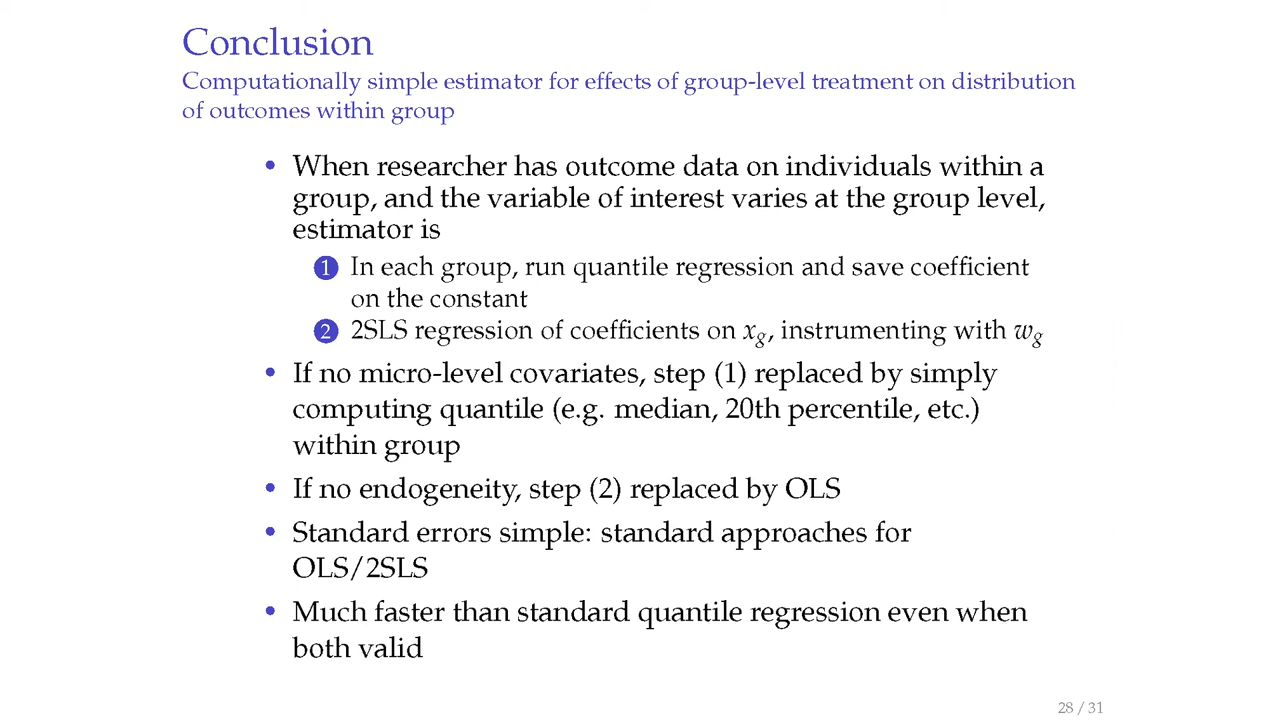 Conclusion
Computationally simple estimator for effects of group-level treatment on distribution
of outcomes within group
• When researcher has outcome data on individuals within a
group, and the variable of interest varies at the group level,
estimator is
1 In each group, run quantile regression and save coefficient
on the constant
2 2SLS regression of coefficients on x_g, instrumenting with w_g
• If no micro-level covariates, step (1) replaced by simply
computing quantile (e.g. median, 20th percentile, etc.)
within group
• If no endogeneity, step (2) replaced by OLS
• Standard errors simple: standard approaches for
OLS/2SLS
• Much faster than standard quantile regression even when
both valid
28 / 31